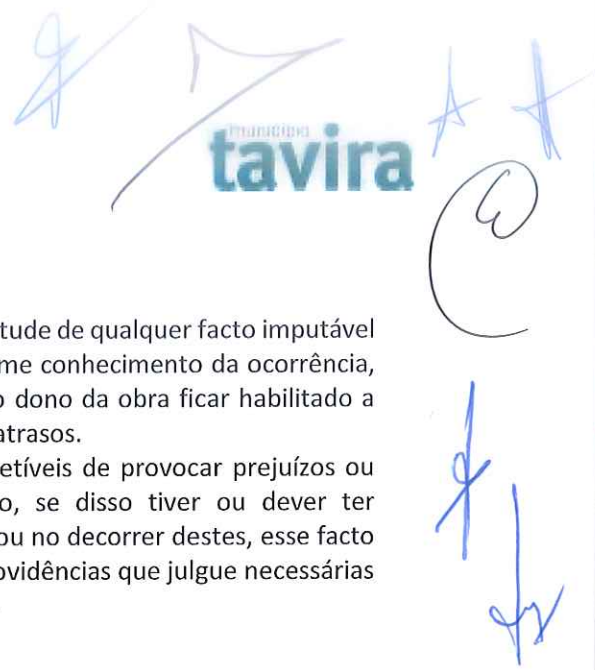 município
tavira
tude de qualquer facto imputável
me conhecimento da ocorrência,
o dono da obra ficar habilitado a
atrasos.
etíveis de provocar prejuízos ou
o, se disso tiver ou dever ter
ou no decorrer destes, esse facto
ovidências que julgue necessárias